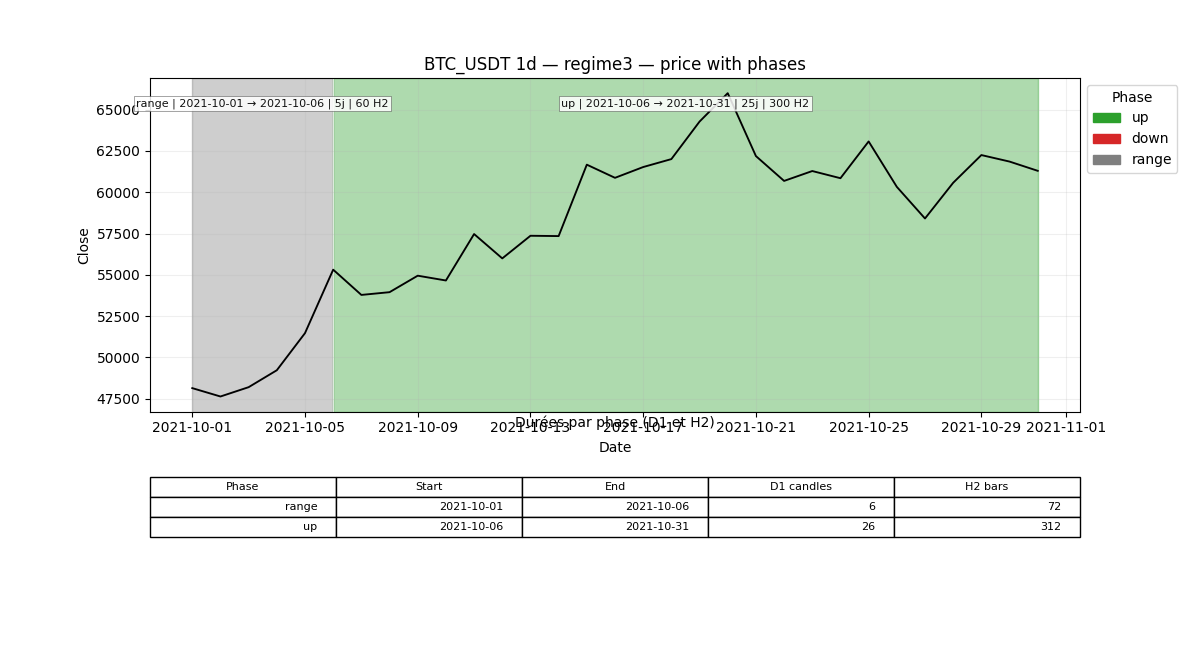 BTC_USDT 1d — regime3 — price with phases
range | 2021-10-01 → 2021-10-06 | 5j | 60 H2
up | 2021-10-06 → 2021-10-31 | 25j | 300 H2
Phase
up
down
range
Close
65000
62500
60000
57500
55000
52500
50000
47500
2021-10-01 2021-10-05 2021-10-09 2021-10-13 2021-10-17 2021-10-21 2021-10-25 2021-10-29 2021-11-01
Durées par phase (D1 et H2)
Date
Phase Start End D1 candles H2 bars
range 2021-10-01 2021-10-06 6 72
up 2021-10-06 2021-10-31 26 312